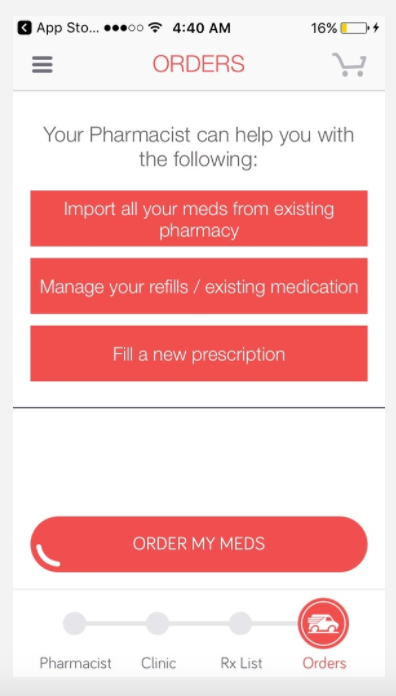 App Sto... 4:40 AM 16%
ORDERS
Your Pharmacist can help you with
the following:
Import all your meds from existing
pharmacy
Manage your refills / existing medication
Fill a new prescription
ORDER MY MEDS
Pharmacist Clinic Rx List Orders